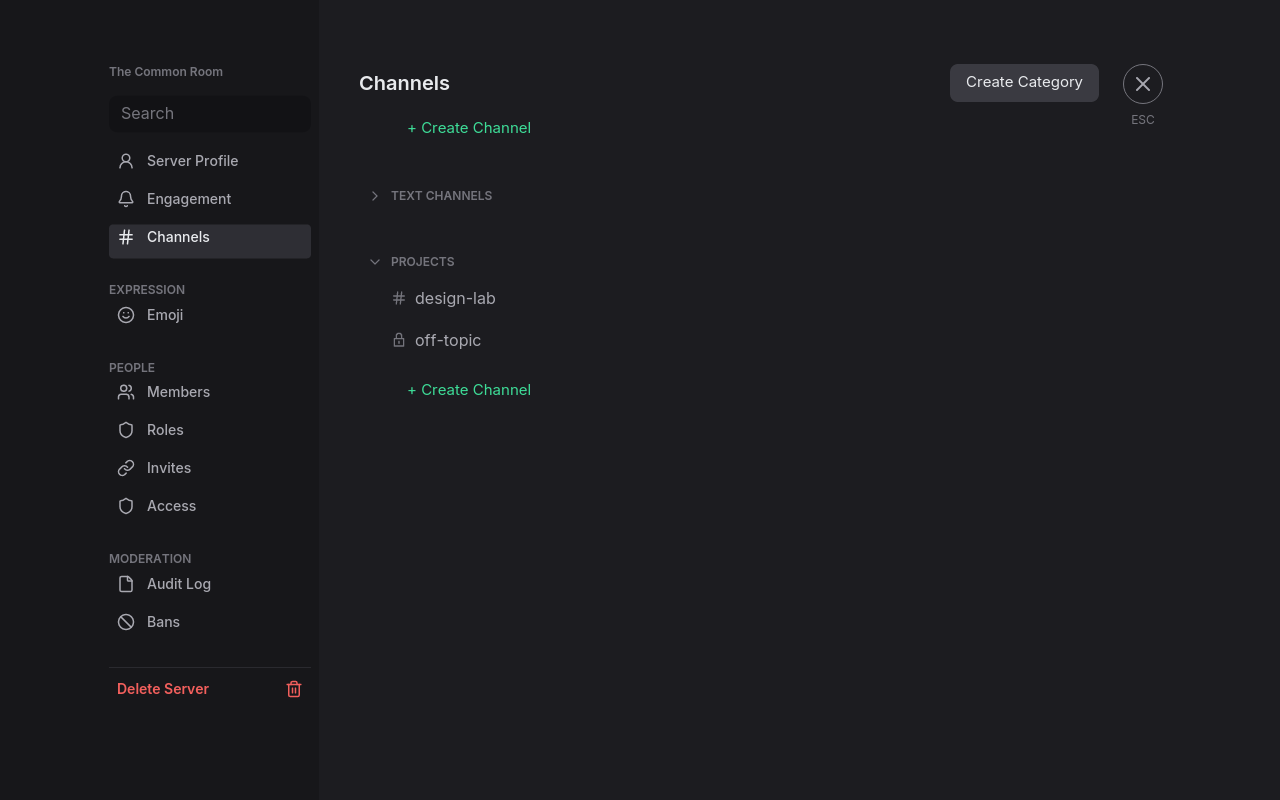 The Common Room
Search
Server Profile
Engagement
Channels
EXPRESSION
Emoji
PEOPLE
Members
Roles
Invites
Access
MODERATION
Audit Log
Bans
Delete Server
Channels
Create Category
ESC
+ Create Channel
TEXT CHANNELS
PROJECTS
design-lab
off-topic
+ Create Channel